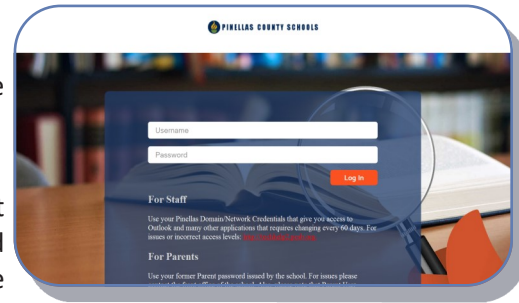 PINELLAS COUNTY SCHOOLS
Username
Password
Log In
For Staff
Use your Pinellas Domain/Network Credentials that give you access to
Outlook and many other applications that requires changing every 60 days. For
issues or incorrect access levels:
For Parents
Use your former Parent password issued by the school. For issues please